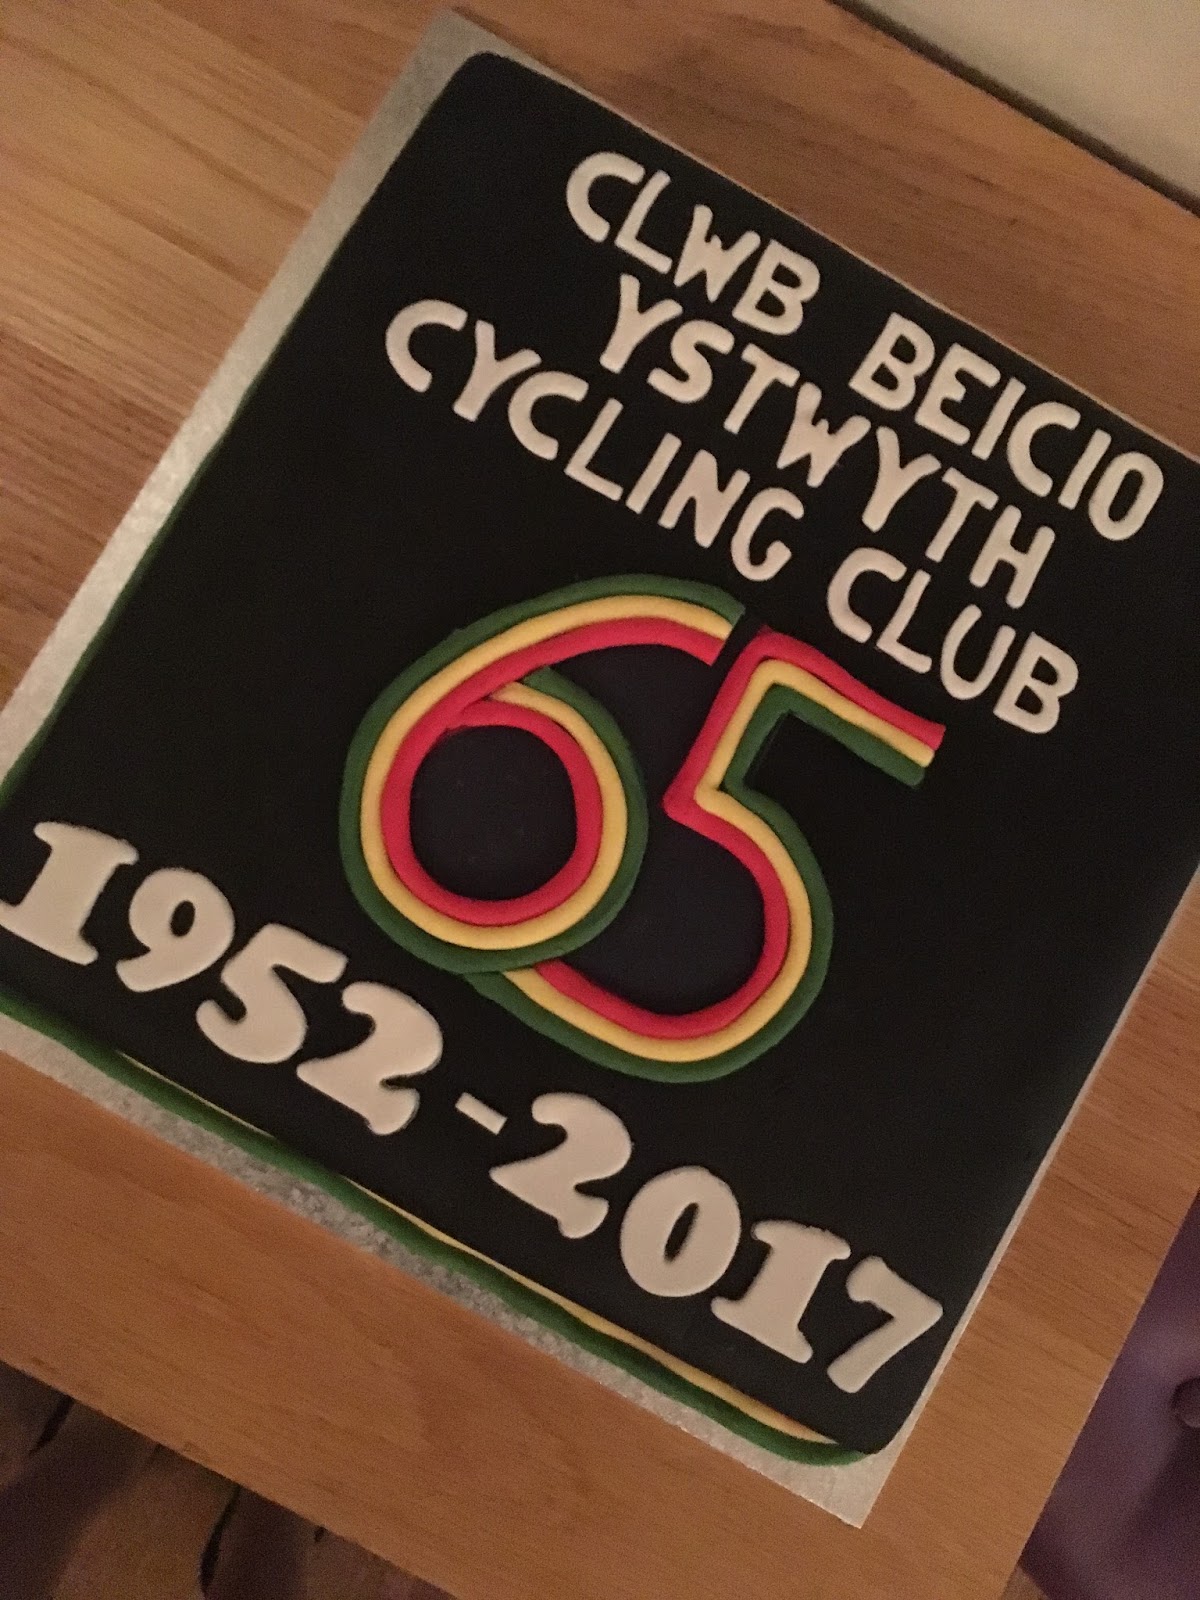 CLWB BEICIO
YSTWYTH
CYCLING CLUB
65
1952-2017